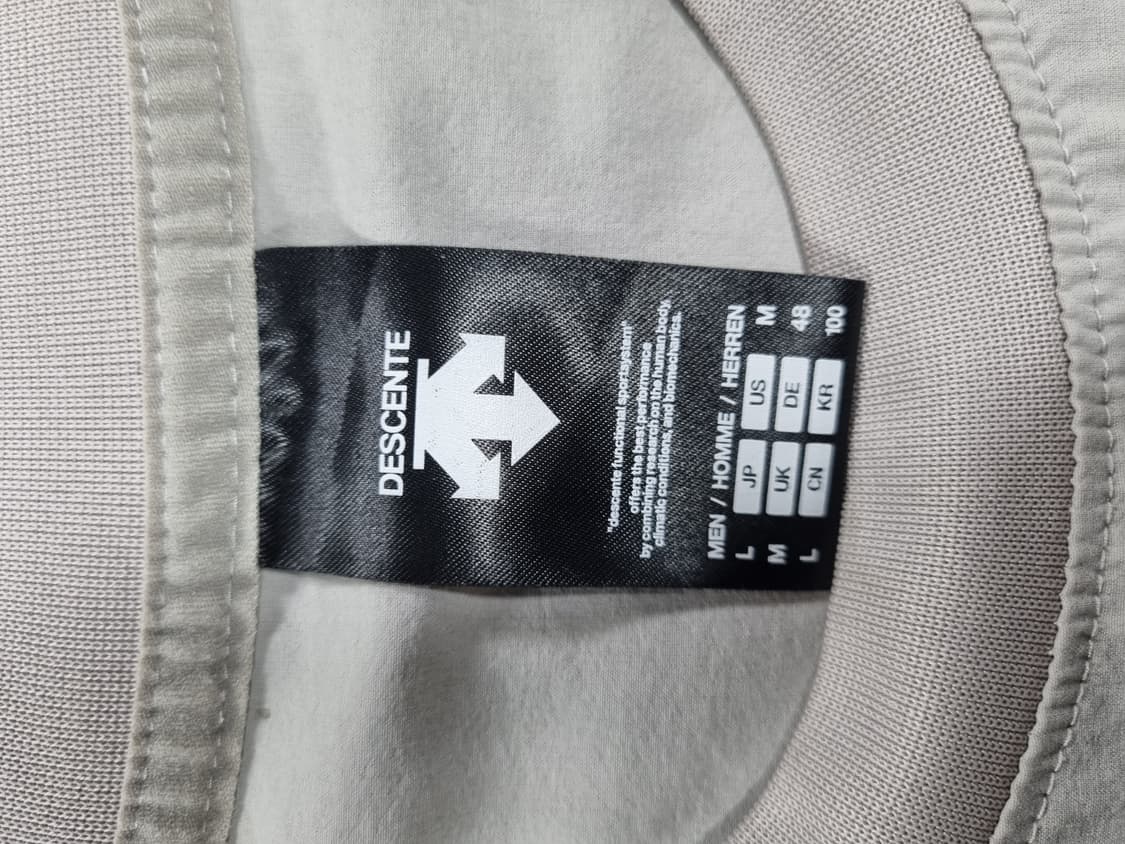 DESCENTE
"descente functional sportsystem"
offers the best performance
by combining research on the human body,
climatic conditions, and biomechanics.
MEN / HOMME / HERREN
L JP US M
M UK DE 48
L CN KR 100